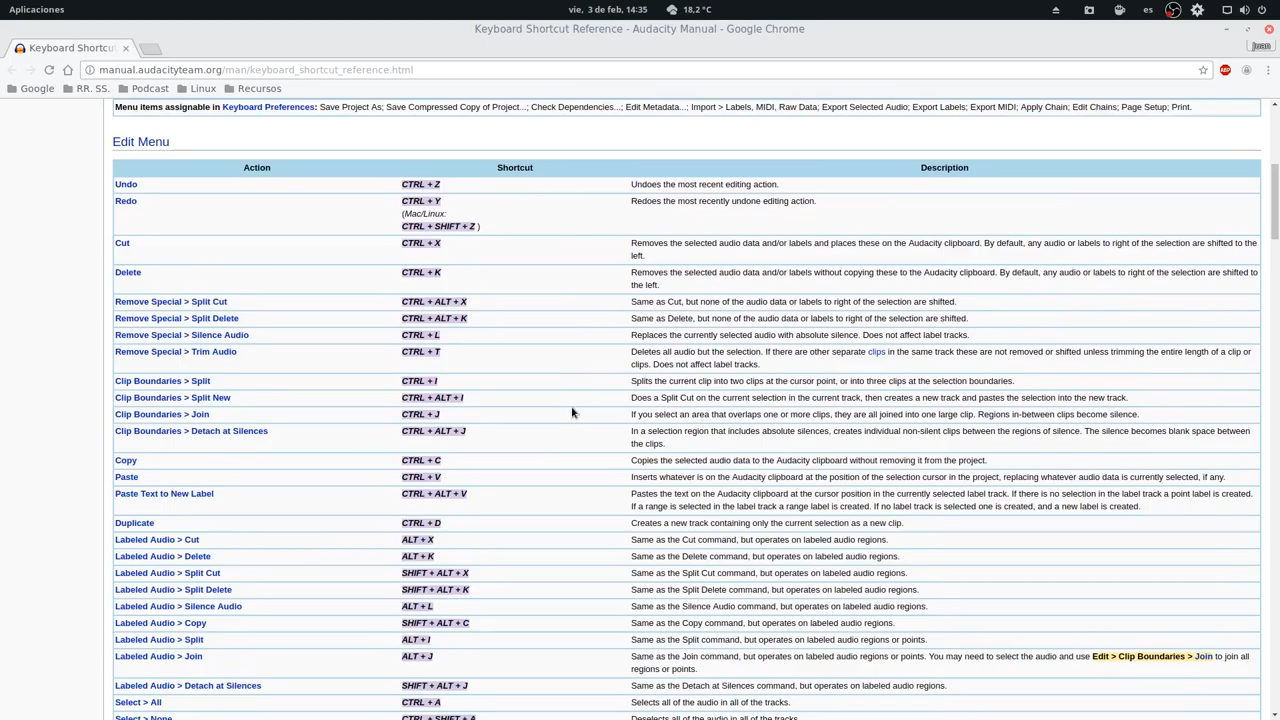 Aplicaciones
vie, 3 de feb, 14:35
18,2 °C
es
Keyboard Shortcut Reference - Audacity Manual - Google Chrome
Keyboard Shortcut
juan
manual.audacityteam.org/man/keyboard_shortcut_reference.html
ABP
Google
RR. SS.
Podcast
Linux
Recursos
Menu items assignable in Keyboard Preferences: Save Project As; Save Compressed Copy of Project...; Check Dependencies...; Edit Metadata...; Import > Labels, MIDI, Raw Data; Export Selected Audio; Export Labels; Export MIDI; Apply Chain; Edit Chains; Page Setup; Print.
Edit Menu
Action Shortcut Description
Undo CTRL + Z Undoes the most recent editing action.
Redo CTRL + Y Redoes the most recently undone editing action.
(Mac/Linux:
CTRL + SHIFT + Z )
Cut CTRL + X Removes the selected audio data and/or labels and places these on the Audacity clipboard. By default, any audio or labels to right of the selection are shifted to the
left.
Delete CTRL + K Removes the selected audio data and/or labels without copying these to the Audacity clipboard. By default, any audio or labels to right of the selection are shifted to
the left.
Remove Special > Split Cut CTRL + ALT + X Same as Cut, but none of the audio data or labels to right of the selection are shifted.
Remove Special > Split Delete CTRL + ALT + K Same as Delete, but none of the audio data or labels to right of the selection are shifted.
Remove Special > Silence Audio CTRL + L Replaces the currently selected audio with absolute silence. Does not affect label tracks.
Remove Special > Trim Audio CTRL + T Deletes all audio but the selection. If there are other separate clips in the same track these are not removed or shifted unless trimming the entire length of a clip or
clips. Does not affect label tracks.
Clip Boundaries > Split CTRL + I Splits the current clip into two clips at the cursor point, or into three clips at the selection boundaries.
Clip Boundaries > Split New CTRL + ALT + I Does a Split Cut on the current selection in the current track, then creates a new track and pastes the selection into the new track.
Clip Boundaries > Join CTRL + J If you select an area that overlaps one or more clips, they are all joined into one large clip. Regions in-between clips become silence.
Clip Boundaries > Detach at Silences CTRL + ALT + J In a selection region that includes absolute silences, creates individual non-silent clips between the regions of silence. The silence becomes blank space between
the clips.
Copy CTRL + C Copies the selected audio data to the Audacity clipboard without removing it from the project.
Paste CTRL + V Inserts whatever is on the Audacity clipboard at the position of the selection cursor in the project, replacing whatever audio data is currently selected, if any.
Paste Text to New Label CTRL + ALT + V Pastes the text on the Audacity clipboard at the cursor position in the currently selected label track. If there is no selection in the label track a point label is created.
If a range is selected in the label track a range label is created. If no label track is selected one is created, and a new label is created.
Duplicate CTRL + D Creates a new track containing only the current selection as a new clip.
Labeled Audio > Cut ALT + X Same as the Cut command, but operates on labeled audio regions.
Labeled Audio > Delete ALT + K Same as the Delete command, but operates on labeled audio regions.
Labeled Audio > Split Cut SHIFT + ALT + X Same as the Split Cut command, but operates on labeled audio regions.
Labeled Audio > Split Delete SHIFT + ALT + K Same as the Split Delete command, but operates on labeled audio regions.
Labeled Audio > Silence Audio ALT + L Same as the Silence Audio command, but operates on labeled audio regions.
Labeled Audio > Copy SHIFT + ALT + C Same as the Copy command, but operates on labeled audio regions.
Labeled Audio > Split ALT + I Same as the Split command, but operates on labeled audio regions or points.
Labeled Audio > Join ALT + J Same as the Join command, but operates on labeled audio regions or points. You may need to select the audio and use Edit > Clip Boundaries > Join to join all
regions or points.
Labeled Audio > Detach at Silences SHIFT + ALT + J Same as the Detach at Silences command, but operates on labeled audio regions.
Select > All CTRL + A Selects all of the audio in all of the tracks.
Select > None CTRL + SHIFT + A Deselects all of the audio in all of the tracks.